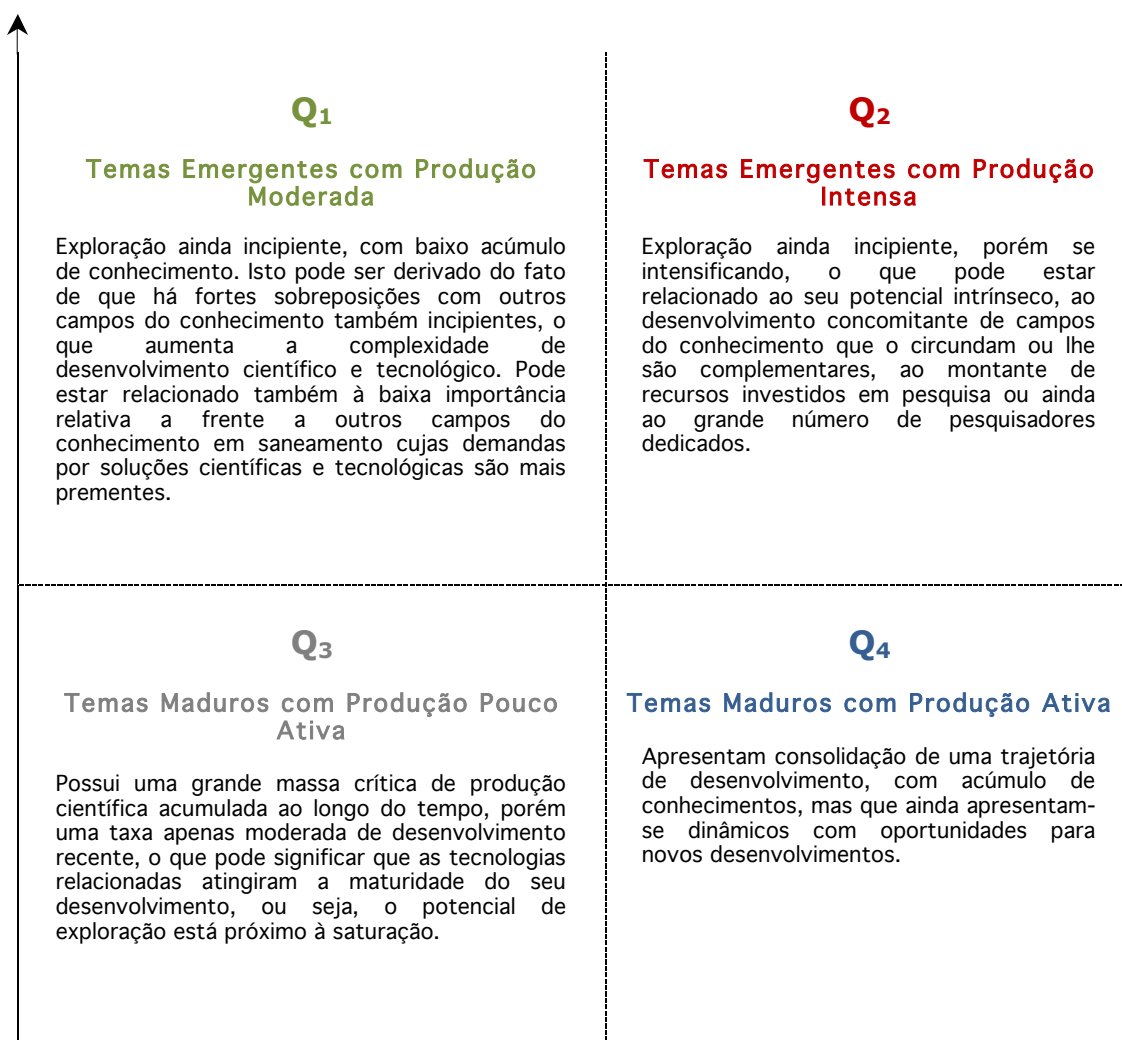 Q1
Temas Emergentes com Produção
Moderada
Exploração ainda incipiente, com baixo acúmulo
de conhecimento. Isto pode ser derivado do fato
de que há fortes sobreposições com outros
campos do conhecimento também incipientes, o
que aumenta a complexidade de
desenvolvimento científico e tecnológico. Pode
estar relacionado também à baixa importância
relativa a frente a outros campos do
conhecimento em saneamento cujas demandas
por soluções científicas e tecnológicas são mais
prementes.
Q2
Temas Emergentes com Produção
Intensa
Exploração ainda incipiente, porém se
intensificando, o que pode estar
relacionado ao seu potencial intrínseco, ao
desenvolvimento concomitante de campos
do conhecimento que o circundam ou lhe
são complementares, ao montante de
recursos investidos em pesquisa ou ainda
ao grande número de pesquisadores
dedicados.
Q3
Temas Maduros com Produção Pouco
Ativa
Possui uma grande massa crítica de produção
científica acumulada ao longo do tempo, porém
uma taxa apenas moderada de desenvolvimento
recente, o que pode significar que as tecnologias
relacionadas atingiram a maturidade do seu
desenvolvimento, ou seja, o potencial de
exploração está próximo à saturação.
Q4
Temas Maduros com Produção Ativa
Apresentam consolidação de uma trajetória
de desenvolvimento, com acúmulo de
conhecimentos, mas que ainda apresentam-
se dinâmicos com oportunidades para
novos desenvolvimentos.